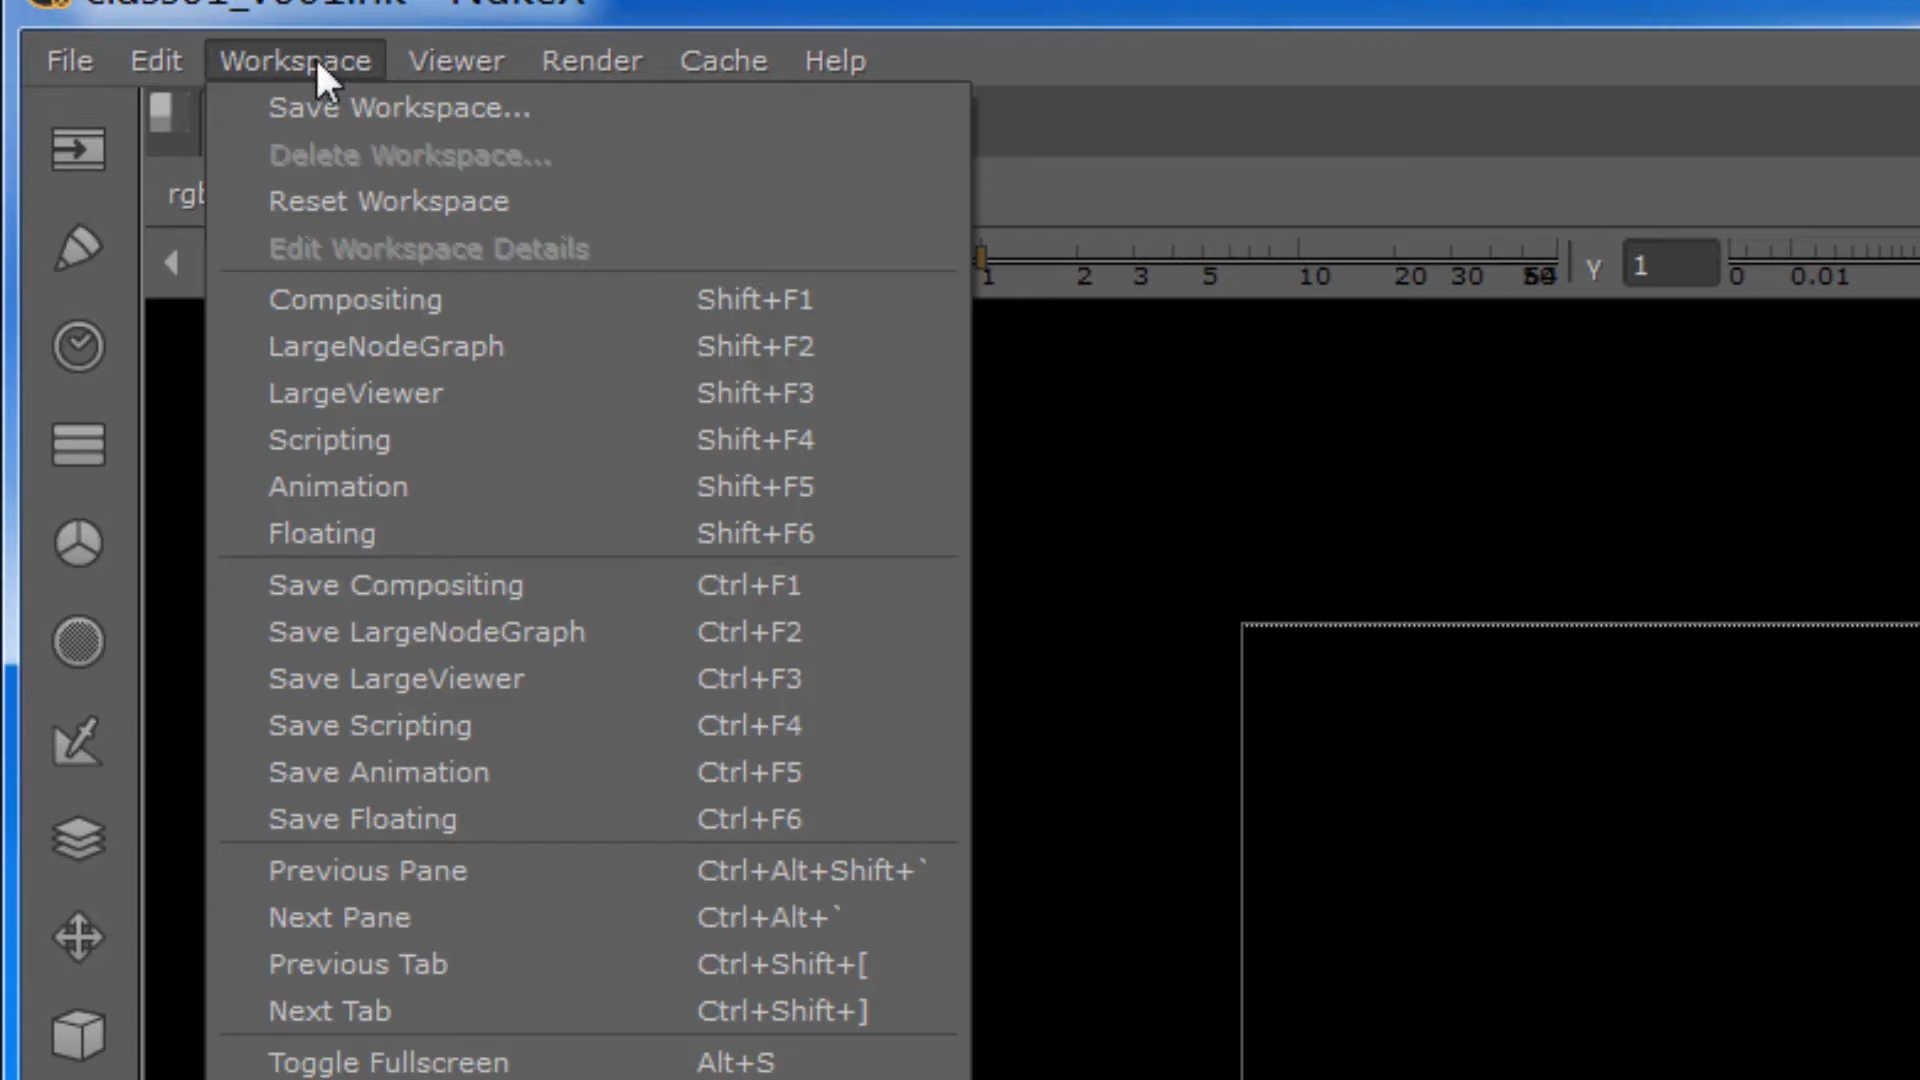 File Edit Workspace Viewer Render Cache Help
Save Workspace...
Delete Workspace...
Reset Workspace
Edit Workspace Details
Compositing Shift+F1
LargeNodeGraph Shift+F2
LargeViewer Shift+F3
Scripting Shift+F4
Animation Shift+F5
Floating Shift+F6
Save Compositing Ctrl+F1
Save LargeNodeGraph Ctrl+F2
Save LargeViewer Ctrl+F3
Save Scripting Ctrl+F4
Save Animation Ctrl+F5
Save Floating Ctrl+F6
Previous Pane Ctrl+Alt+Shift+`
Next Pane Ctrl+Alt+`
Previous Tab Ctrl+Shift+[
Next Tab Ctrl+Shift+]
Toggle Fullscreen Alt+S
rgb
1 2 3 5 10 20 30 Y 1 0 0.01